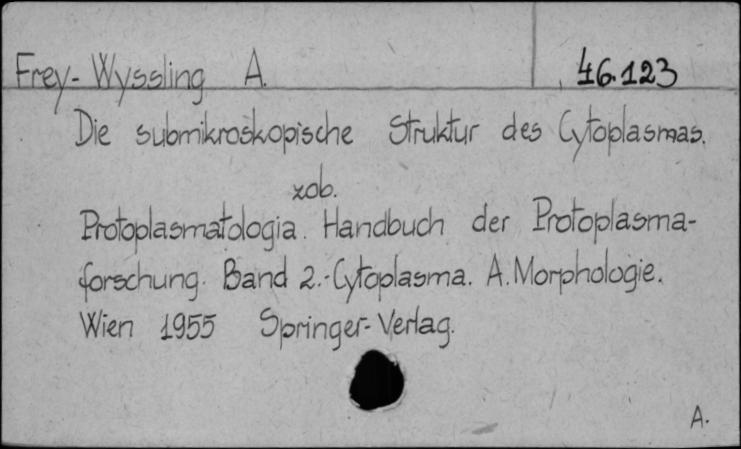 Frey-Wyssling A. 46.123
Die submikroskopische Struktur des Cytoplasmas.
zob.
Protoplasmatologia. Handbuch der Protoplasma-
forschung. Band 2.-Cytoplasma. A. Morphologie.
Wien 1955 Springer-Verlag.
A.